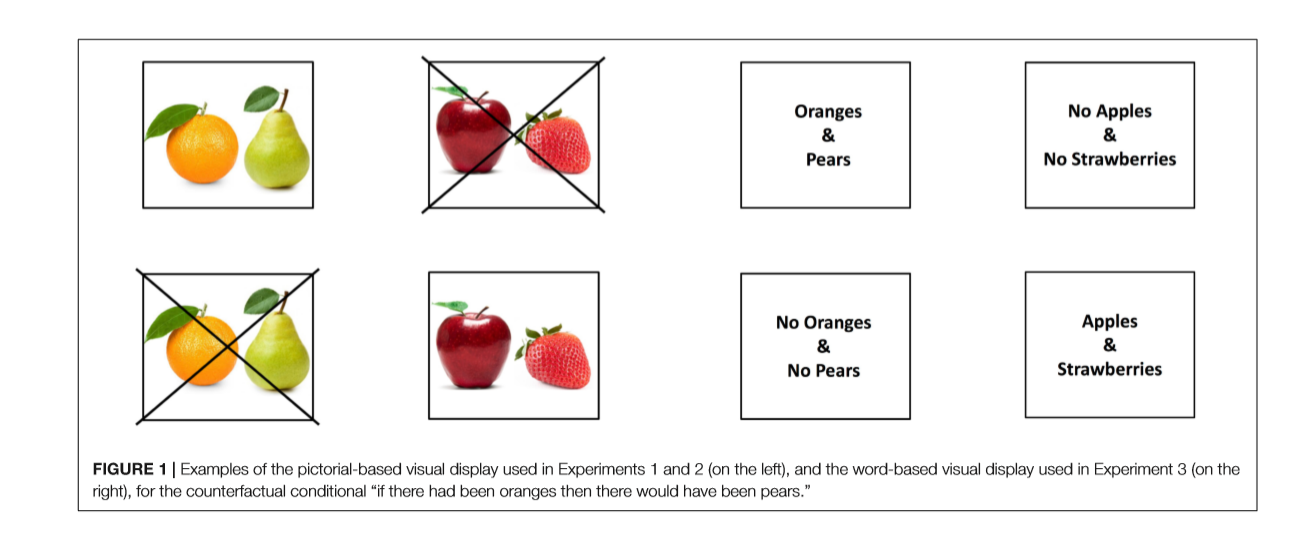 Oranges
&
Pears
No Apples
&
No Strawberries
No Oranges
&
No Pears
Apples
&
Strawberries
FIGURE 1 | Examples of the pictorial-based visual display used in Experiments 1 and 2 (on the left), and the word-based visual display used in Experiment 3 (on the
right), for the counterfactual conditional “if there had been oranges then there would have been pears.”